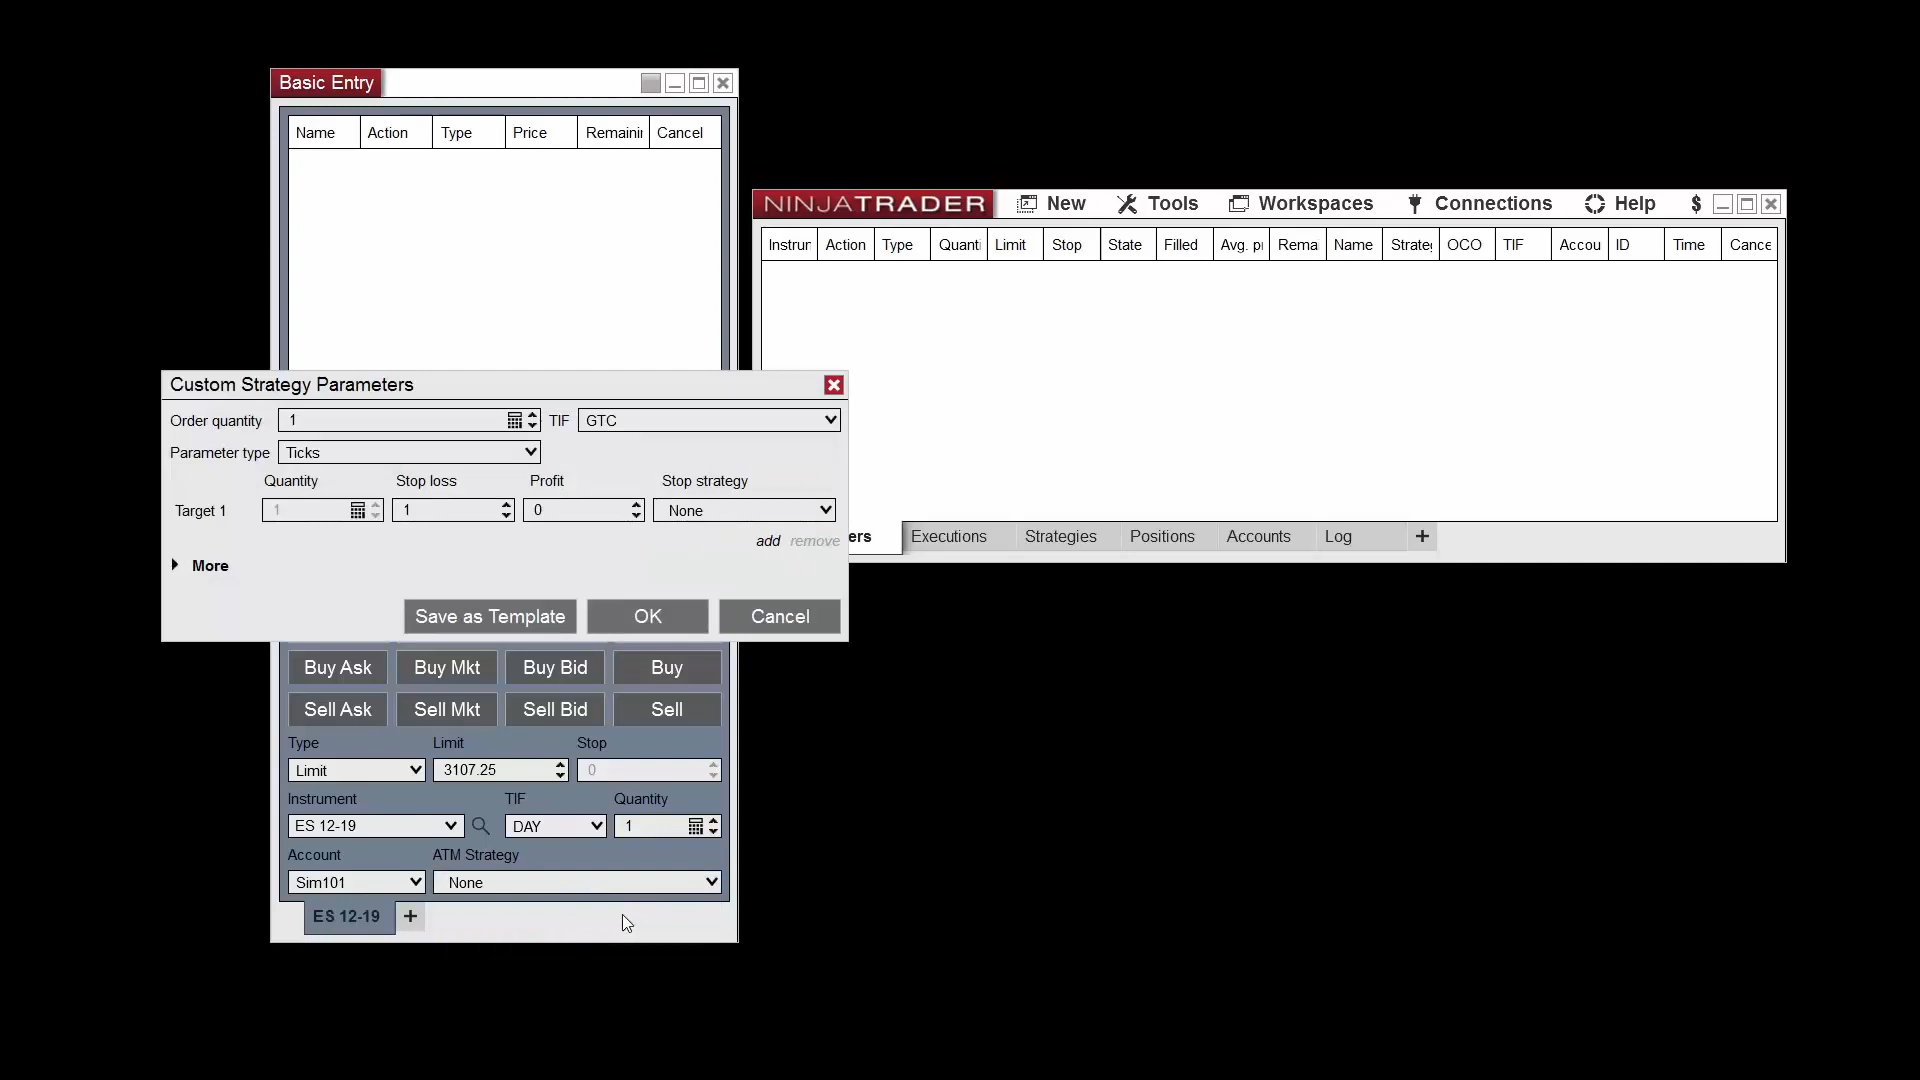 Basic Entry
Name Action Type Price Remainin Cancel
NINJATRADER New Tools Workspaces Connections Help $
Instrun Action Type Quanti Limit Stop State Filled Avg. pi Remai Name Strateg OCO TIF Accou ID Time Cance
Custom Strategy Parameters
Order quantity 1 TIF GTC
Parameter type Ticks
Quantity Stop loss Profit Stop strategy
Target 1 1 1 0 None
add remove
More
Save as Template OK Cancel
ers Executions Strategies Positions Accounts Log +
Buy Ask Buy Mkt Buy Bid Buy
Sell Ask Sell Mkt Sell Bid Sell
Type Limit Stop
Limit 3107.25 0
Instrument TIF Quantity
ES 12-19 DAY 1
Account ATM Strategy
Sim101 None
ES 12-19 +